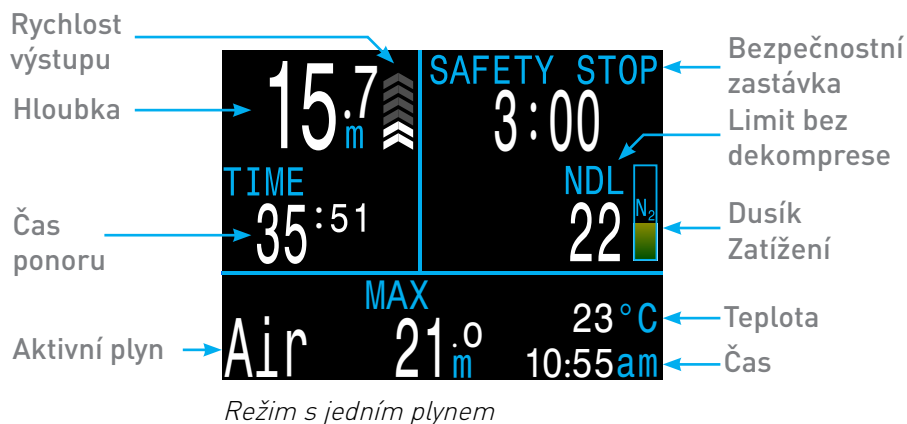 Rychlost
výstupu
Hloubka
Čas
ponoru
Aktivní plyn
15.7
m
TIME
35:51
SAFETY STOP
3:00
NDL
22
N2
MAX
Air
21.0
m
23°C
10:55am
Bezpečnostní
zastávka
Limit bez
dekomprese
Dusík
Zatížení
Teplota
Čas
Režim s jedním plynem